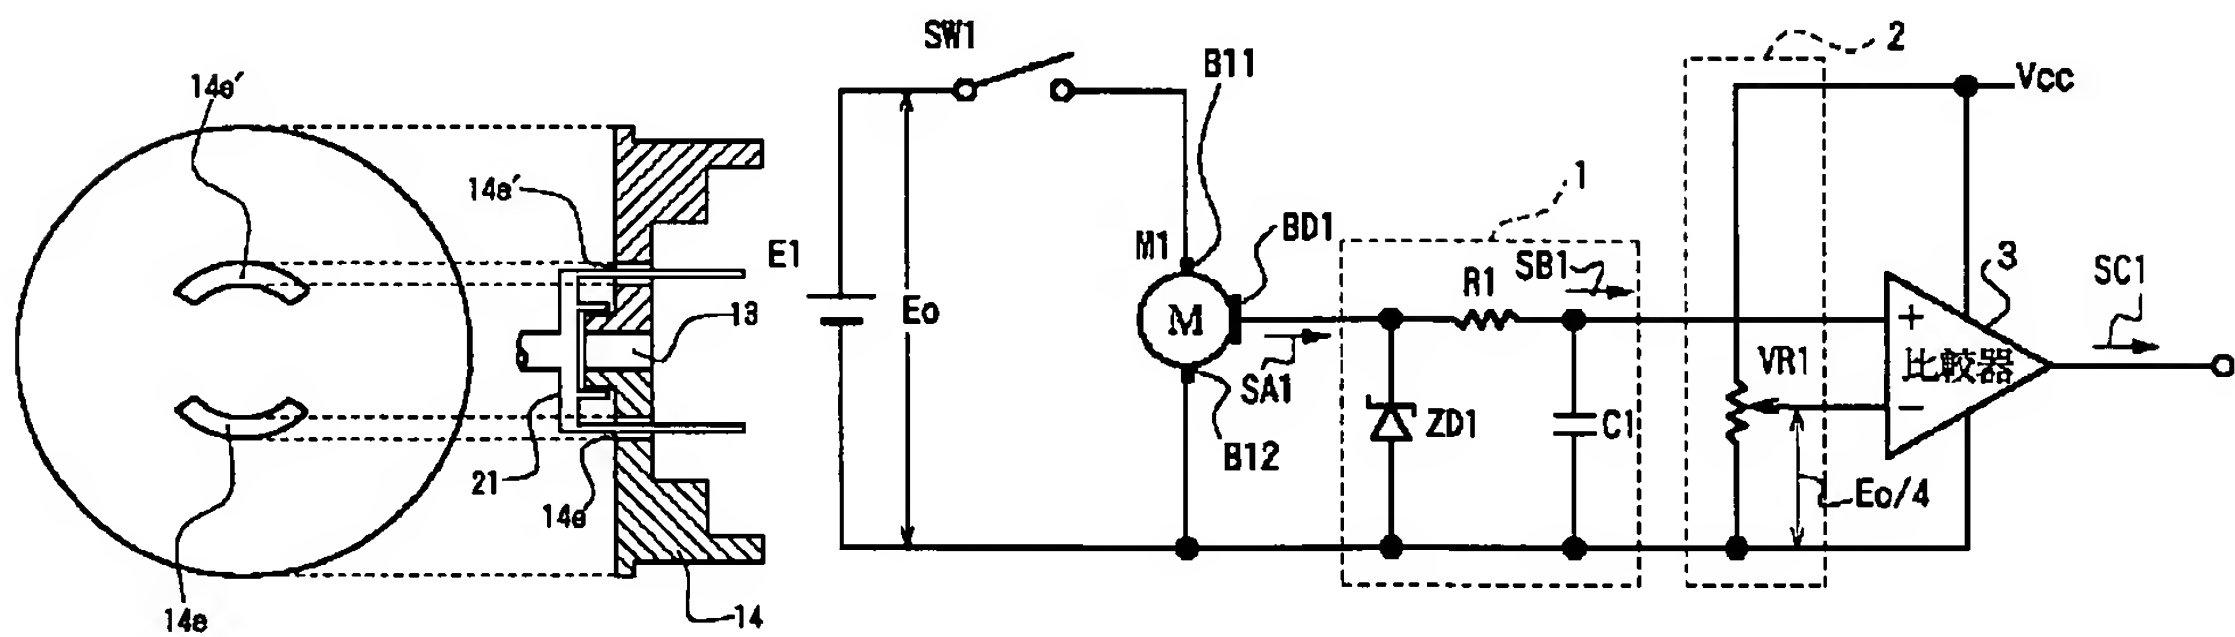 14e′
14e′
13
21
14e
14e
14
SW1
B11
E1
Eo
M1
BD1
M
SA1
B12
1
SB1
R1
ZD1
C1
2
Vcc
3
SC1
+
比較器
VR1
−
Eo/4